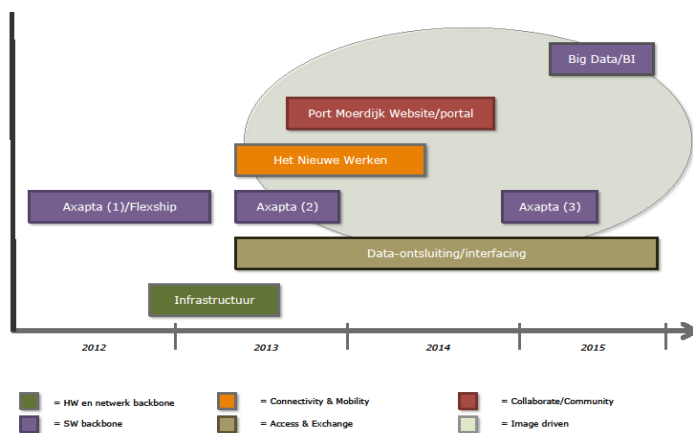 Big Data/BI
Port Moerdijk Website/portal
Het Nieuwe Werken
Axapta (1)/Flexship
Axapta (2)
Axapta (3)
Data-ontsluiting/interfacing
Infrastructuur
2012
2013
2014
2015
= HW en netwerk backbone
= Connectivity & Mobility
= Collaborate/Community
= SW backbone
= Access & Exchange
= Image driven